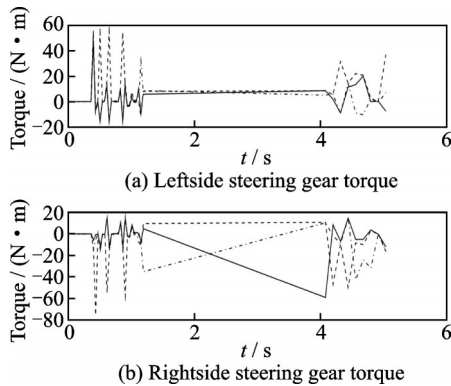 60
40
20
0
−20
Torque / (N • m)
0 2 4 6
t / s
(a) Leftside steering gear torque
20
0
−20
−40
−60
−80
Torque / (N • m)
0 2 4 6
t / s
(b) Rightside steering gear torque